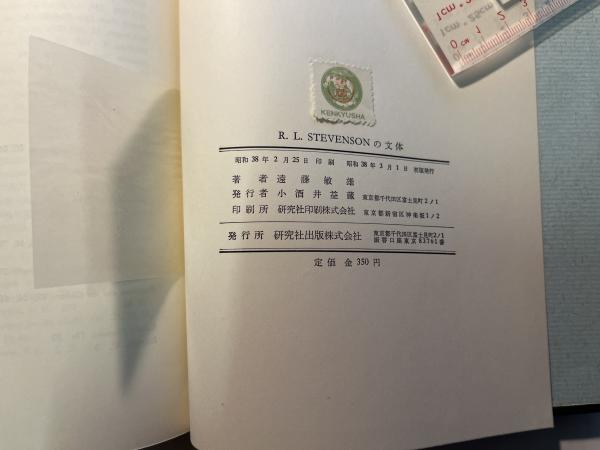 KENKYUSHA
R. L. STEVENSON の文体
昭和 38 年 2 月 25 日 印 刷 昭和 38 年 3 月 1 日 初版発行
著 者 遠 藤 敏 雄
発行者 小 酒 井 益 蔵 東京都千代田区富士見町 2 / 1
印刷所 研究社印刷株式会社 東京都新宿区神楽坂 1 / 2
発行所 研究社出版株式会社 東京都千代田区富士見町 2 / 1
振替口座東京 83761 番
定 価 金 350 円
0 cm 1 2 3